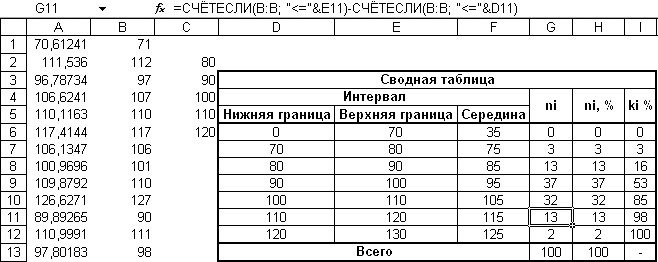 G11 fx =СЧЁТЕСЛИ(B:B; "<="&E11)-СЧЁТЕСЛИ(B:B; "<="&D11)
A B C D E F G H I
1 70,61241 71
2 111,536 112 80
3 96,78734 97 90 Сводная таблица
4 106,6241 107 100 Интервал ni ni, % ki %
5 110,1163 110 110 Нижняя граница Верхняя граница Середина
6 117,4144 117 120 0 70 35 0 0 0
7 106,1347 106 70 80 75 3 3 3
8 100,9696 101 80 90 85 13 13 16
9 109,8792 110 90 100 95 37 37 53
10 126,6271 127 100 110 105 32 32 85
11 89,89265 90 110 120 115 13 13 98
12 110,9991 111 120 130 125 2 2 100
13 97,80183 98 Всего 100 100 -